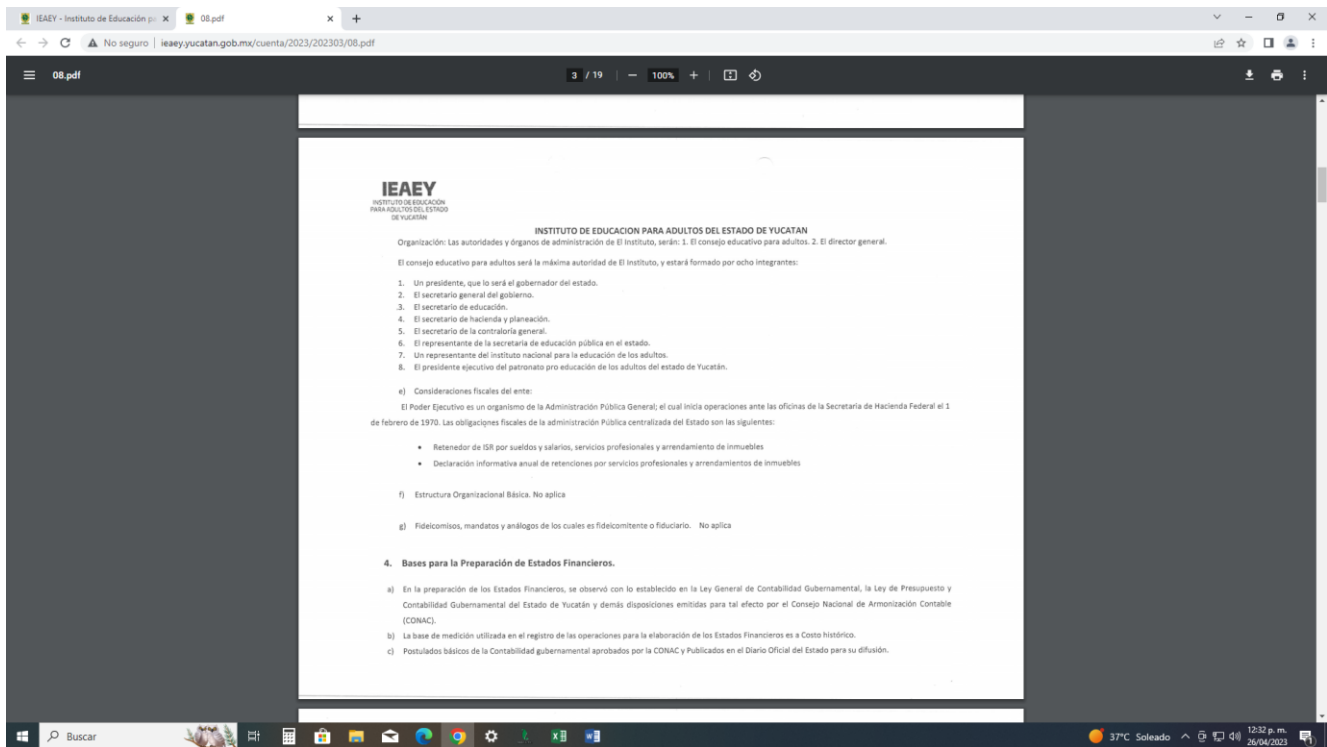 IEAEY - Instituto de Educación pa
08.pdf
No seguro | ieaey.yucatan.gob.mx/cuenta/2023/202303/08.pdf
08.pdf
3 / 19 | − 100% +
IEAEY
INSTITUTO DE EDUCACIÓN
PARA ADULTOS DEL ESTADO
DE YUCATÁN
INSTITUTO DE EDUCACION PARA ADULTOS DEL ESTADO DE YUCATAN
Organización: Las autoridades y órganos de administración de El Instituto, serán: 1. El consejo educativo para adultos. 2. El director general.
El consejo educativo para adultos será la máxima autoridad de El Instituto, y estará formado por ocho integrantes:
1. Un presidente, que lo será el gobernador del estado.
2. El secretario general del gobierno.
3. El secretario de educación.
4. El secretario de hacienda y planeación.
5. El secretario de la contraloría general.
6. El representante de la secretaría de educación pública en el estado.
7. Un representante del instituto nacional para la educación de los adultos.
8. El presidente ejecutivo del patronato pro educación de los adultos del estado de Yucatán.
e) Consideraciones fiscales del ente:
El Poder Ejecutivo es un organismo de la Administración Pública General; el cual inicia operaciones ante las oficinas de la Secretaría de Hacienda Federal el 1
de febrero de 1970. Las obligaciones fiscales de la administración Pública centralizada del Estado son las siguientes:
• Retenedor de ISR por sueldos y salarios, servicios profesionales y arrendamiento de inmuebles
• Declaración informativa anual de retenciones por servicios profesionales y arrendamientos de inmuebles
f) Estructura Organizacional Básica. No aplica
g) Fideicomisos, mandatos y análogos de los cuales es fideicomitente o fiduciario. No aplica
4. Bases para la Preparación de Estados Financieros.
a) En la preparación de los Estados Financieros, se observó con lo establecido en la Ley General de Contabilidad Gubernamental, la Ley de Presupuesto y
Contabilidad Gubernamental del Estado de Yucatán y demás disposiciones emitidas para tal efecto por el Consejo Nacional de Armonización Contable
(CONAC).
b) La base de medición utilizada en el registro de las operaciones para la elaboración de los Estados Financieros es a Costo histórico.
c) Postulados básicos de la Contabilidad gubernamental aprobados por la CONAC y Publicados en el Diario Oficial del Estado para su difusión.
Buscar
37°C Soleado
12:32 p. m.
26/04/2023